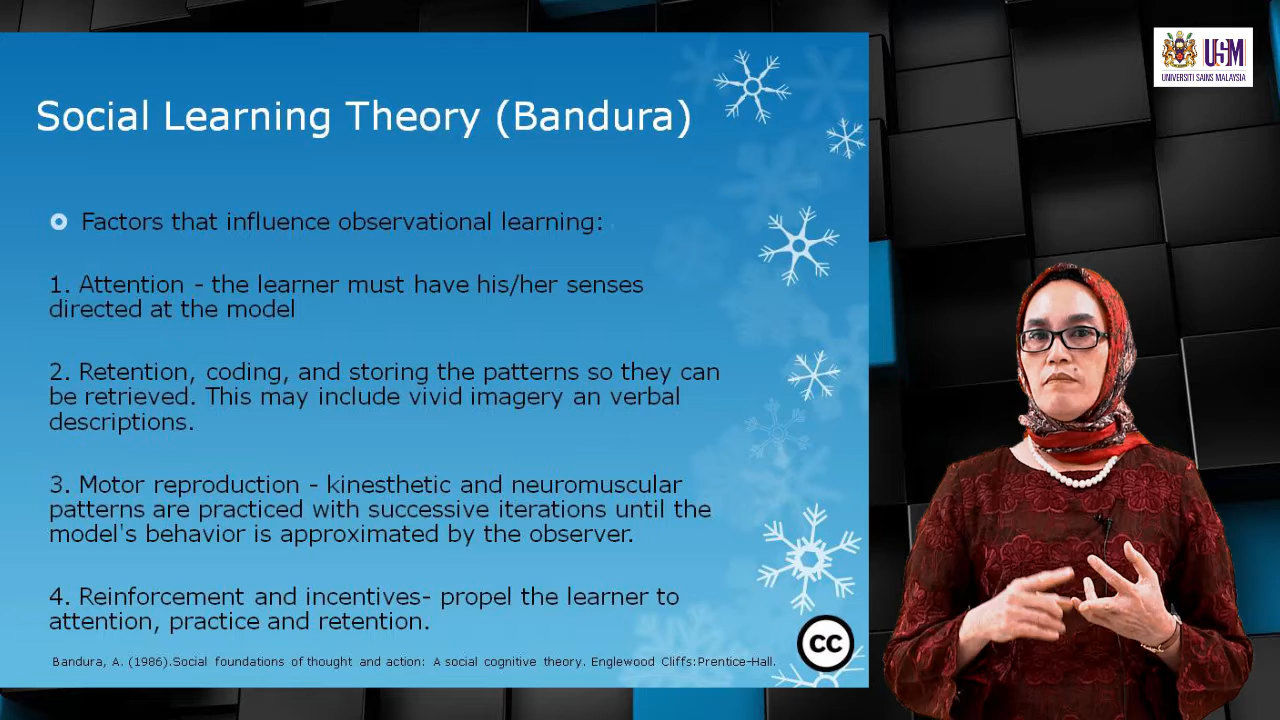 USM
UNIVERSITI SAINS MALAYSIA
Social Learning Theory (Bandura)
Factors that influence observational learning:
1. Attention - the learner must have his/her senses
directed at the model
2. Retention, coding, and storing the patterns so they can
be retrieved. This may include vivid imagery an verbal
descriptions.
3. Motor reproduction - kinesthetic and neuromuscular
patterns are practiced with successive iterations until the
model's behavior is approximated by the observer.
4. Reinforcement and incentives- propel the learner to
attention, practice and retention.
Bandura, A. (1986).Social foundations of thought and action: A social cognitive theory. Englewood Cliffs:Prentice-Hall.
cc